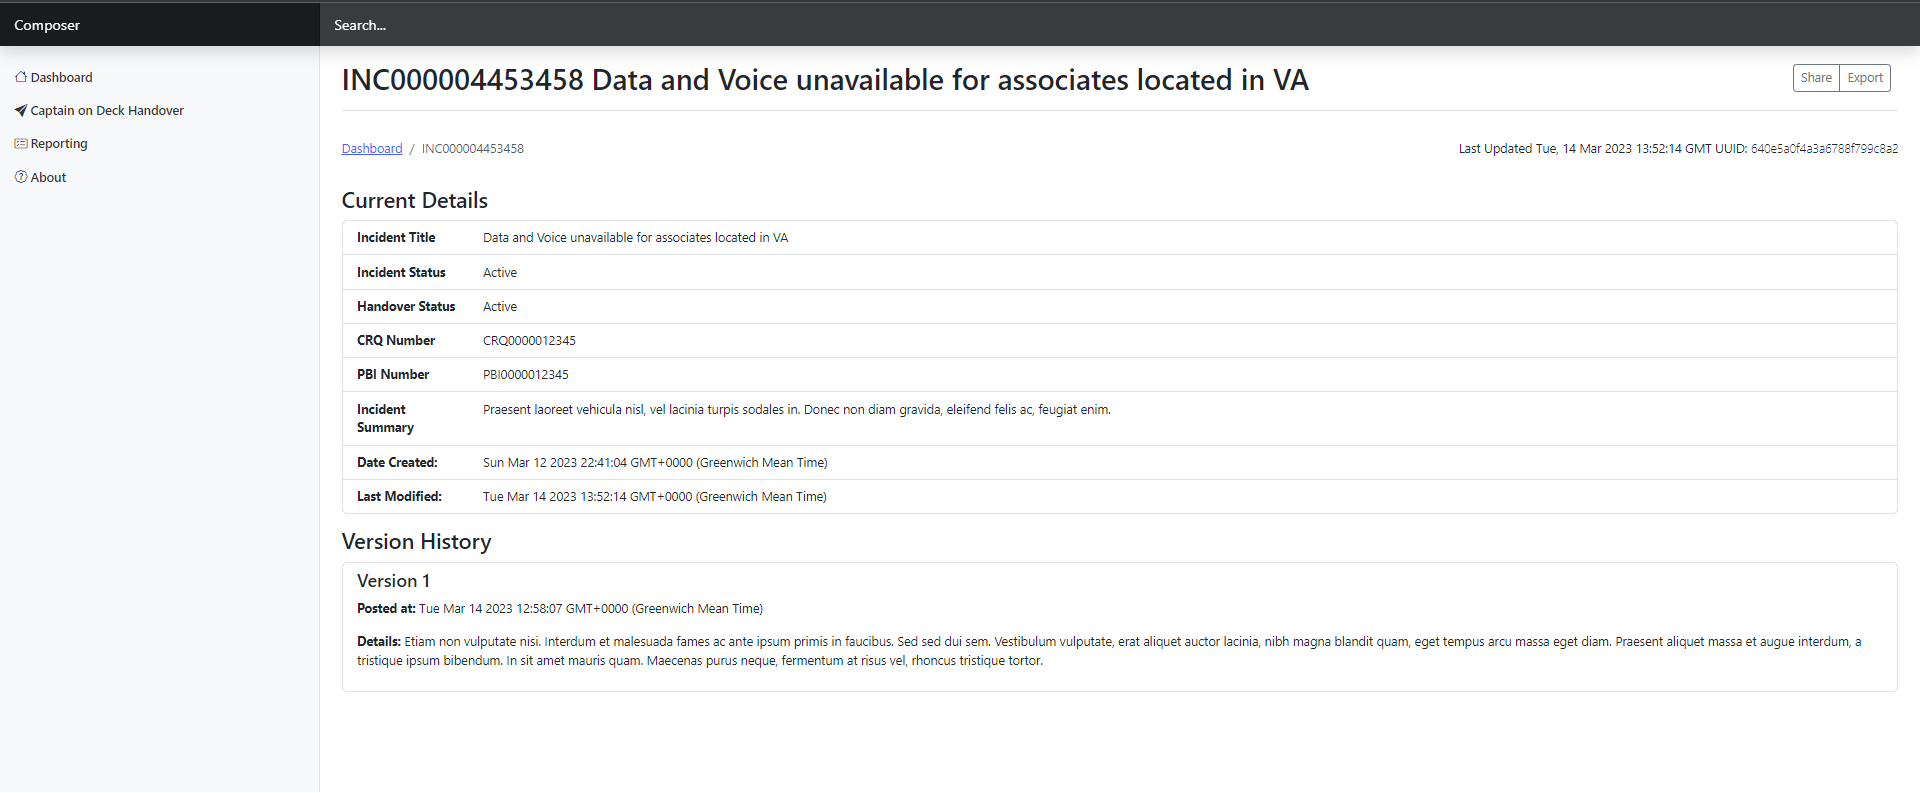 Composer
Search...
Dashboard
Captain on Deck Handover
Reporting
About
INC000004453458 Data and Voice unavailable for associates located in VA
Share Export
Dashboard / INC000004453458
Last Updated Tue, 14 Mar 2023 13:52:14 GMT UUID: 640e5a0f4a3a6788f799c8a2
Current Details
Incident Title Data and Voice unavailable for associates located in VA
Incident Status Active
Handover Status Active
CRQ Number CRQ0000012345
PBI Number PBI0000012345
Incident Summary Praesent laoreet vehicula nisl, vel lacinia turpis sodales in. Donec non diam gravida, eleifend felis ac, feugiat enim.
Date Created: Sun Mar 12 2023 22:41:04 GMT+0000 (Greenwich Mean Time)
Last Modified: Tue Mar 14 2023 13:52:14 GMT+0000 (Greenwich Mean Time)
Version History
Version 1
Posted at: Tue Mar 14 2023 12:58:07 GMT+0000 (Greenwich Mean Time)
Details: Etiam non vulputate nisi. Interdum et malesuada fames ac ante ipsum primis in faucibus. Sed sed dui sem. Vestibulum vulputate, erat aliquet auctor lacinia, nibh magna blandit quam, eget tempus arcu massa eget diam. Praesent aliquet massa et augue interdum, a
tristique ipsum bibendum. In sit amet mauris quam. Maecenas purus neque, fermentum at risus vel, rhoncus tristique tortor.